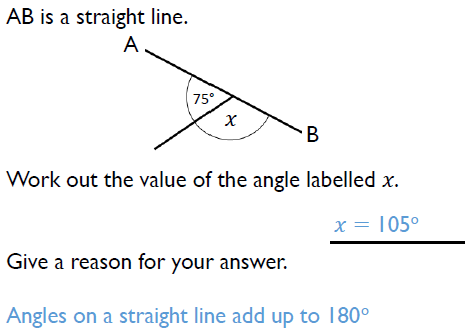 AB is a straight line.
A
75°
x
B
Work out the value of the angle labelled x.
x = 105°
Give a reason for your answer.
Angles on a straight line add up to 180°